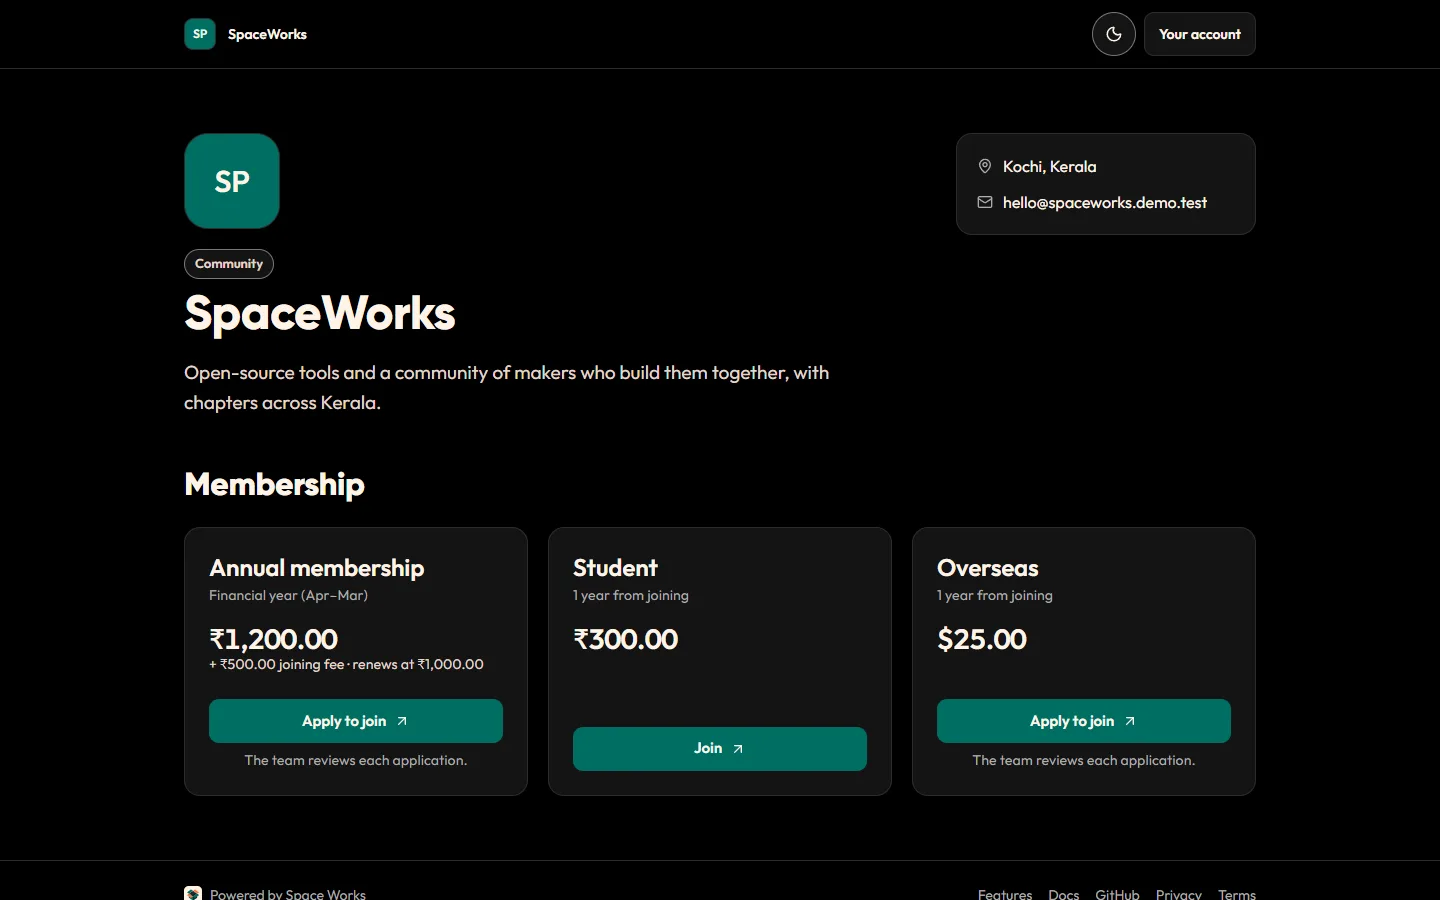 SP SpaceWorks
Your account
SP
Kochi, Kerala
hello@spaceworks.demo.test
Community
SpaceWorks
Open-source tools and a community of makers who build them together, with
chapters across Kerala.
Membership
Annual membership
Financial year (Apr–Mar)
₹1,200.00
+ ₹500.00 joining fee · renews at ₹1,000.00
Apply to join
The team reviews each application.
Student
1 year from joining
₹300.00
Join
Overseas
1 year from joining
$25.00
Apply to join
The team reviews each application.
Powered by Space Works
Features Docs GitHub Privacy Terms